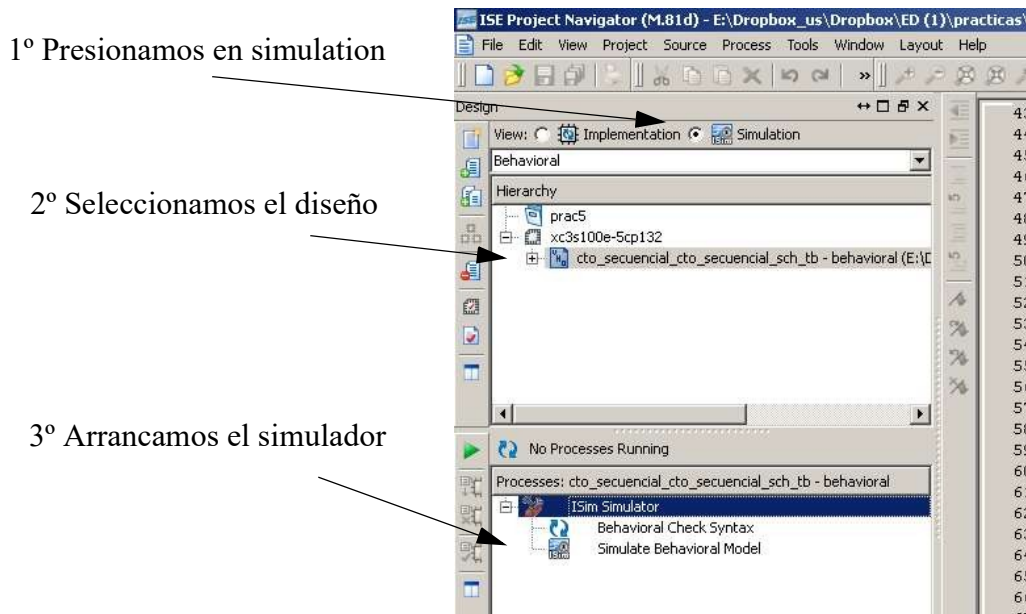 ISE Project Navigator (M.81d) - E:\Dropbox_us\Dropbox\ED (1)\practicas\
File Edit View Project Source Process Tools Window Layout Help
1º Presionamos en simulation
Design
View: Implementation Simulation
Behavioral
Hierarchy
2º Seleccionamos el diseño
prac5
xc3s100e-5cp132
cto_secuencial_cto_secuencial_sch_tb - behavioral (E:\D
3º Arrancamos el simulador
No Processes Running
Processes: cto_secuencial_cto_secuencial_sch_tb - behavioral
ISim Simulator
Behavioral Check Syntax
Simulate Behavioral Model